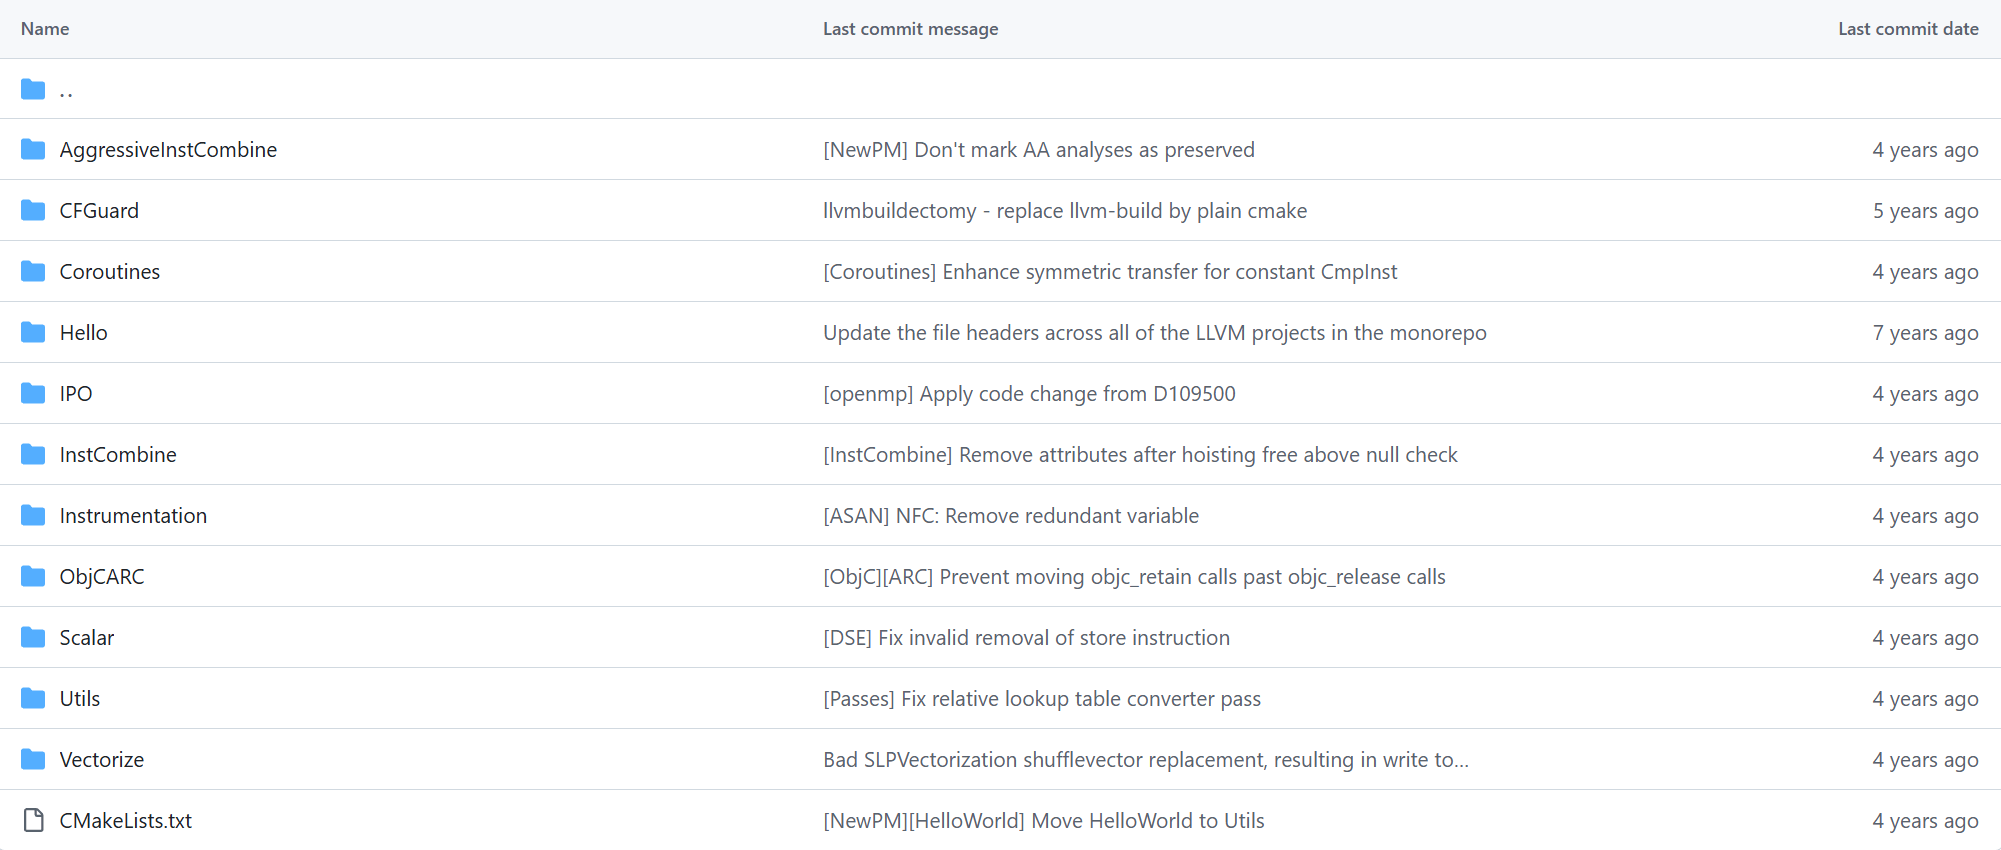 Name Last commit message Last commit date
..
AggressiveInstCombine [NewPM] Don't mark AA analyses as preserved 4 years ago
CFGuard llvmbuildectomy - replace llvm-build by plain cmake 5 years ago
Coroutines [Coroutines] Enhance symmetric transfer for constant CmpInst 4 years ago
Hello Update the file headers across all of the LLVM projects in the monorepo 7 years ago
IPO [openmp] Apply code change from D109500 4 years ago
InstCombine [InstCombine] Remove attributes after hoisting free above null check 4 years ago
Instrumentation [ASAN] NFC: Remove redundant variable 4 years ago
ObjCARC [ObjC][ARC] Prevent moving objc_retain calls past objc_release calls 4 years ago
Scalar [DSE] Fix invalid removal of store instruction 4 years ago
Utils [Passes] Fix relative lookup table converter pass 4 years ago
Vectorize Bad SLPVectorization shufflevector replacement, resulting in write to… 4 years ago
CMakeLists.txt [NewPM][HelloWorld] Move HelloWorld to Utils 4 years ago